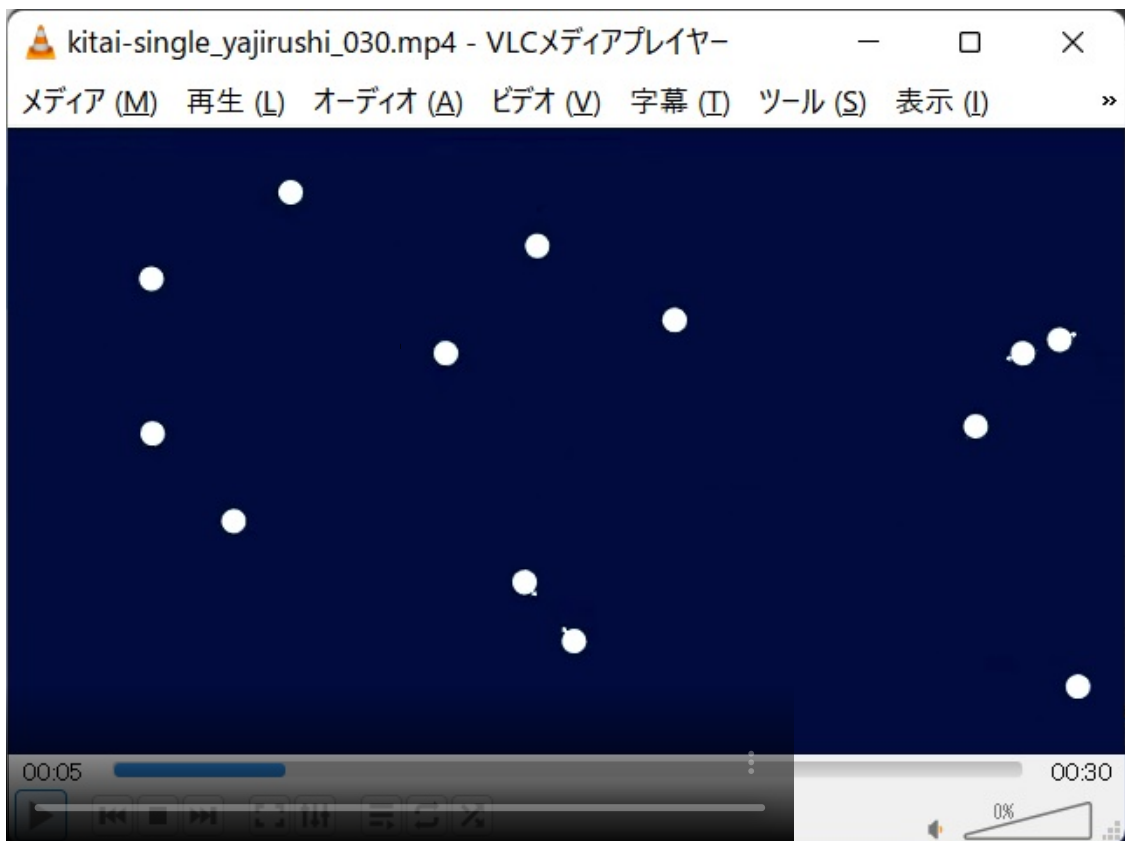 kitai-single_yajirushi_030.mp4 - VLCメディアプレイヤー
メディア (M) 再生 (L) オーディオ (A) ビデオ (V) 字幕 (T) ツール (S) 表示 (I) »
00:05 00:30
0%